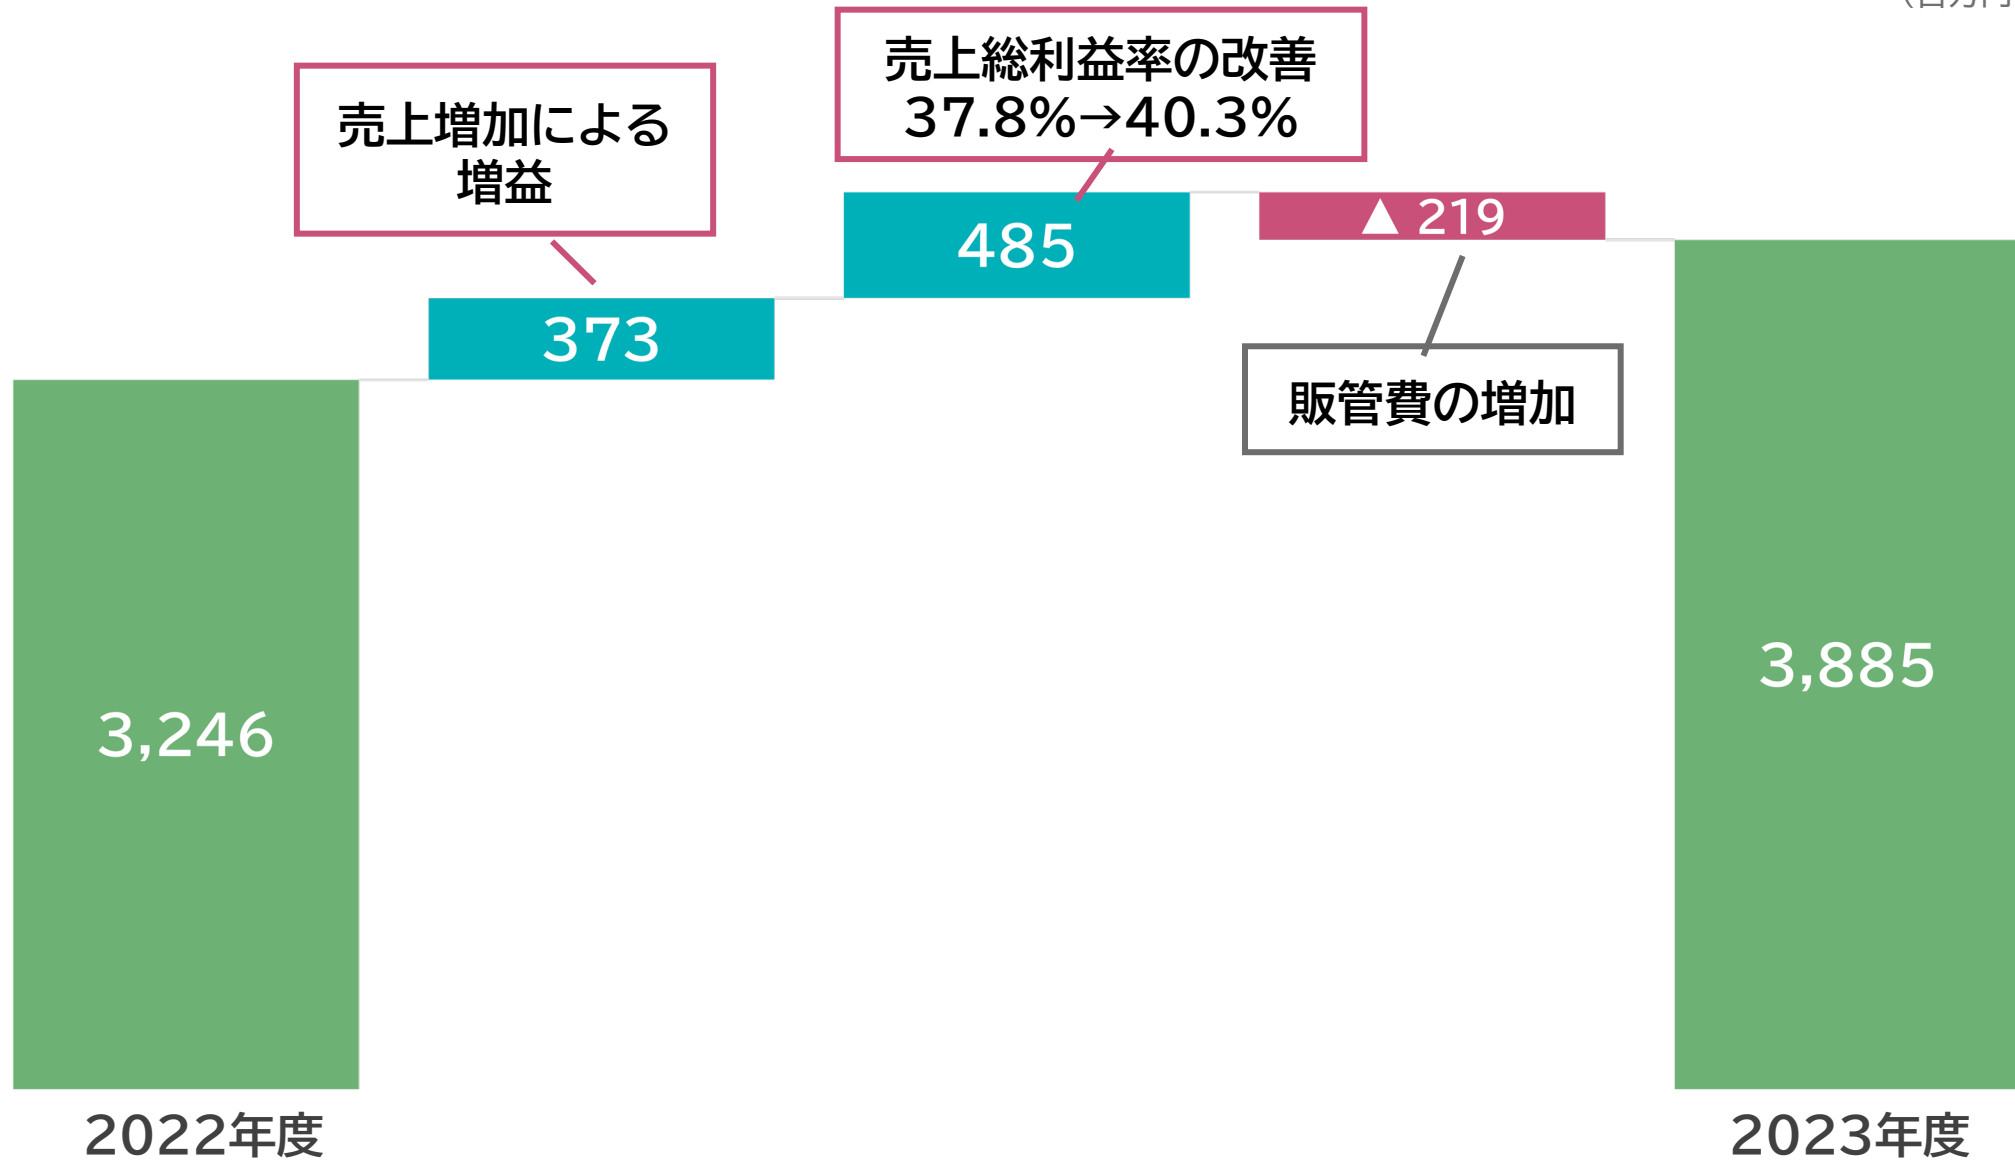 売上増加による
増益
売上総利益率の改善
37.8%→40.3%
373
485
▲ 219
販管費の増加
3,246
3,885
2022年度
2023年度